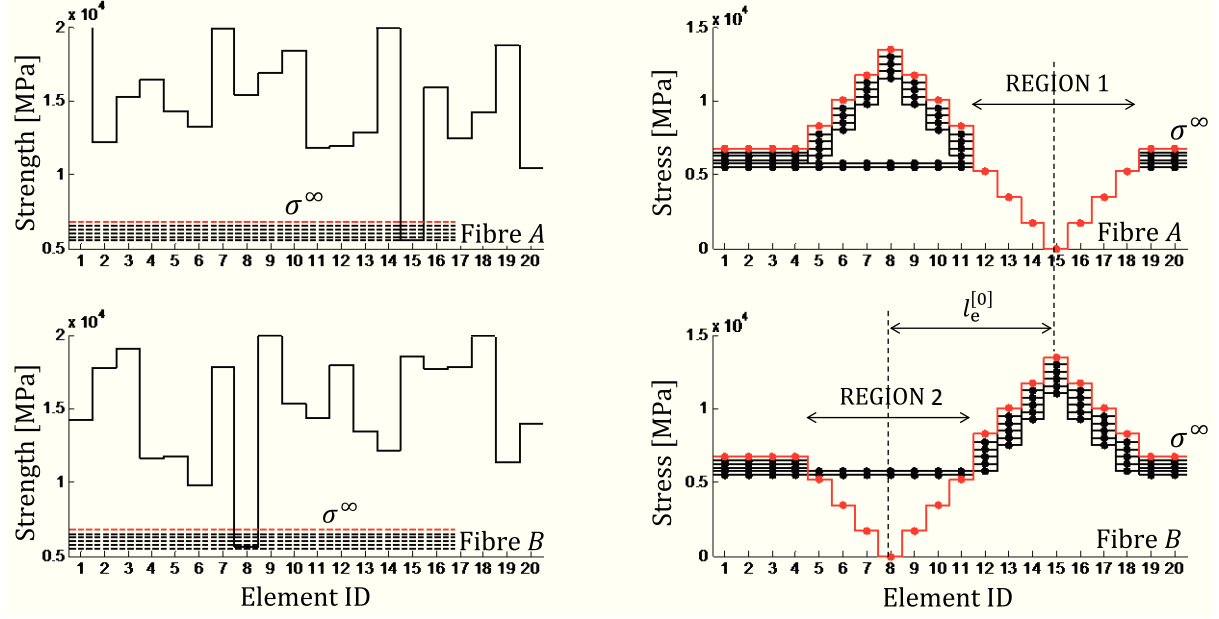 x 10^4
2
1.5
1
0.5
Strength [MPa]
σ^∞
Fibre A
1 2 3 4 5 6 7 8 9 10 11 12 13 14 15 16 17 18 19 20
x 10^4
1.5
1
0.5
0
Stress [MPa]
REGION 1
σ^∞
Fibre A
1 2 3 4 5 6 7 8 9 10 11 12 13 14 15 16 17 18 19 20
x 10^4
2
1.5
1
0.5
Strength [MPa]
σ^∞
Fibre B
1 2 3 4 5 6 7 8 9 10 11 12 13 14 15 16 17 18 19 20
Element ID
x 10^4
1.5
1
0.5
0
Stress [MPa]
l_e^[0]
REGION 2
σ^∞
Fibre B
1 2 3 4 5 6 7 8 9 10 11 12 13 14 15 16 17 18 19 20
Element ID